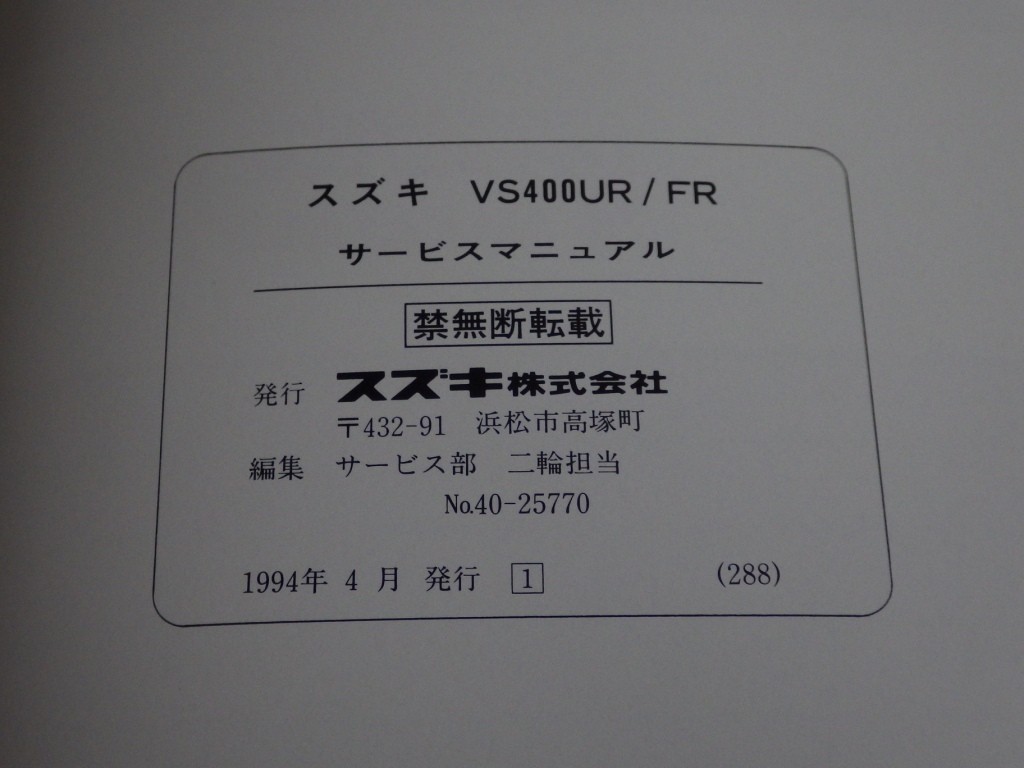 スズキ VS400UR / FR
サービスマニュアル
禁無断転載
発行 スズキ株式会社
〒432-91 浜松市高塚町
編集 サービス部 二輪担当
No.40-25770
1994年 4 月 発行 1 (288)